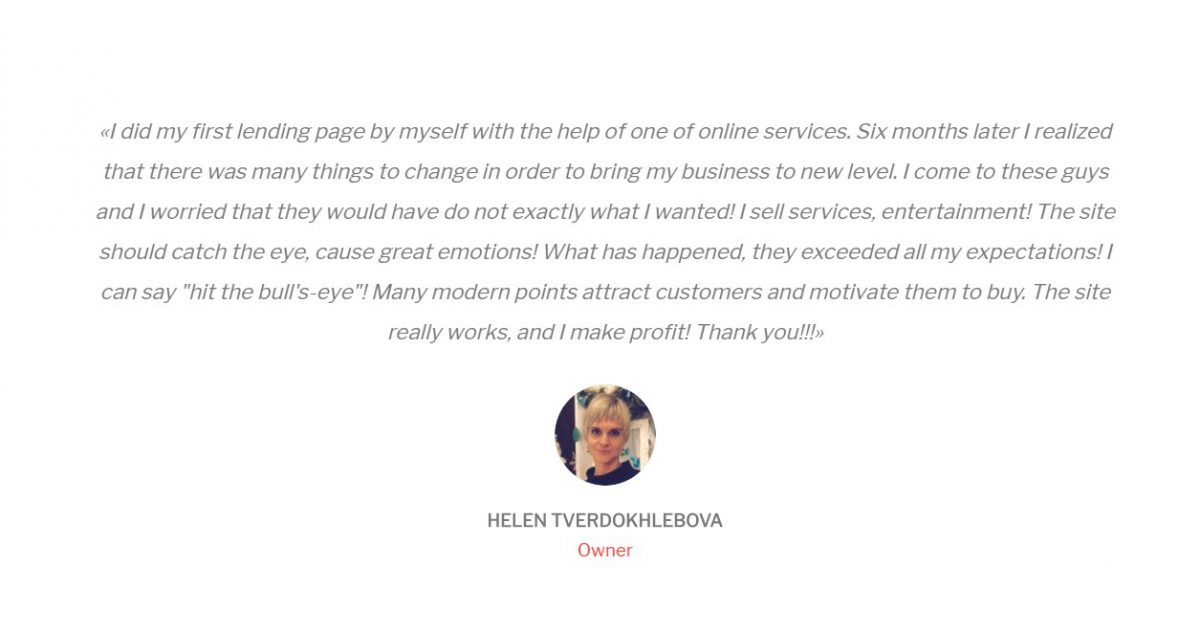 «I did my first lending page by myself with the help of one of online services. Six months later I realized
that there was many things to change in order to bring my business to new level. I come to these guys
and I worried that they would have do not exactly what I wanted! I sell services, entertainment! The site
should catch the eye, cause great emotions! What has happened, they exceeded all my expectations! I
can say "hit the bull's-eye"! Many modern points attract customers and motivate them to buy. The site
really works, and I make profit! Thank you!!!»
HELEN TVERDOKHLEBOVA
Owner